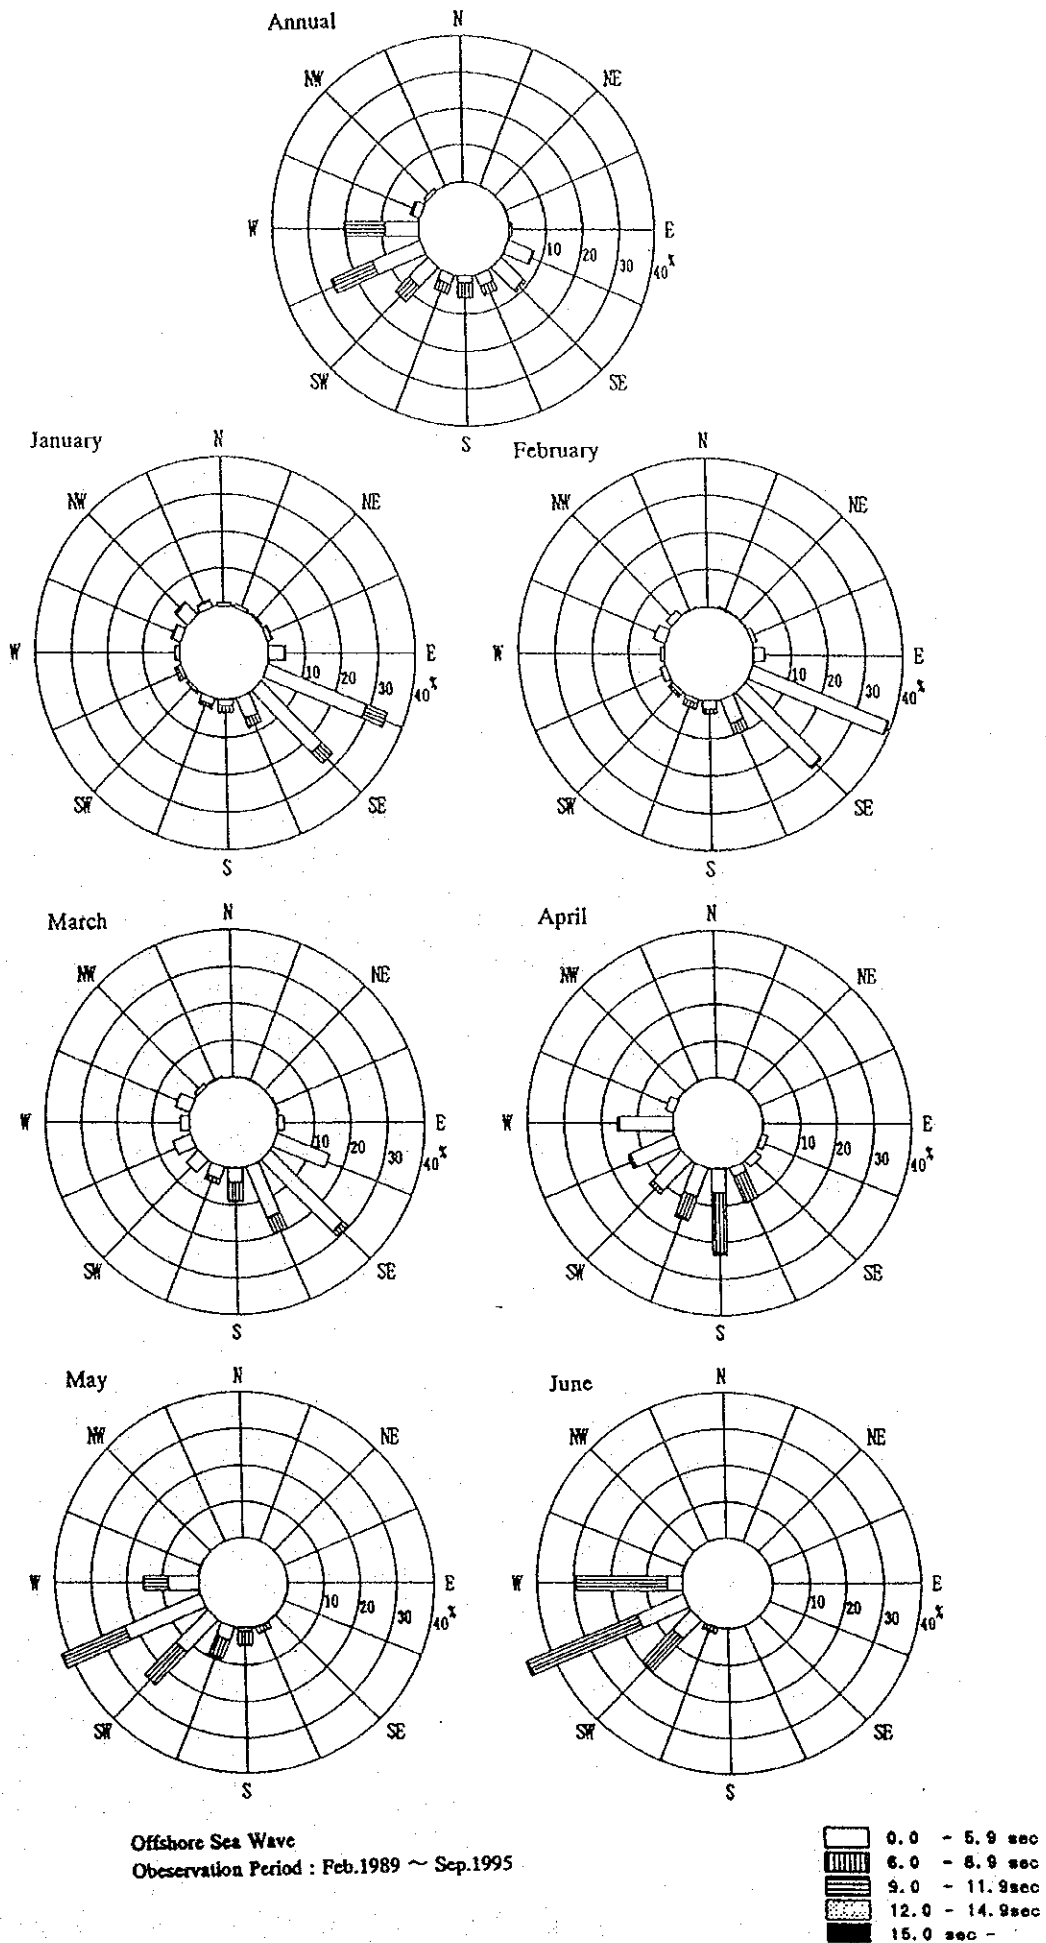 Annual
N
NW
NE
W
E
10
20
30
40%
SW
SE
S
January
February
N
N
NW
NE
NW
NE
W
E
W
E
10
20
30
40%
10
20
30
40%
SW
SE
SW
SE
S
S
March
April
N
N
NW
NE
NW
NE
W
E
W
E
10
20
30
40%
10
20
30
40%
SW
SE
SW
SE
S
S
May
June
N
N
NW
NE
NW
NE
W
E
W
E
10
20
30
40%
10
20
30
40%
SW
SE
SW
SE
S
S
Offshore Sea Wave
Obeservation Period : Feb.1989 ～ Sep.1995
0.0 - 5.9 sec
6.0 - 8.9 sec
9.0 - 11.9sec
12.0 - 14.9sec
15.0 sec -